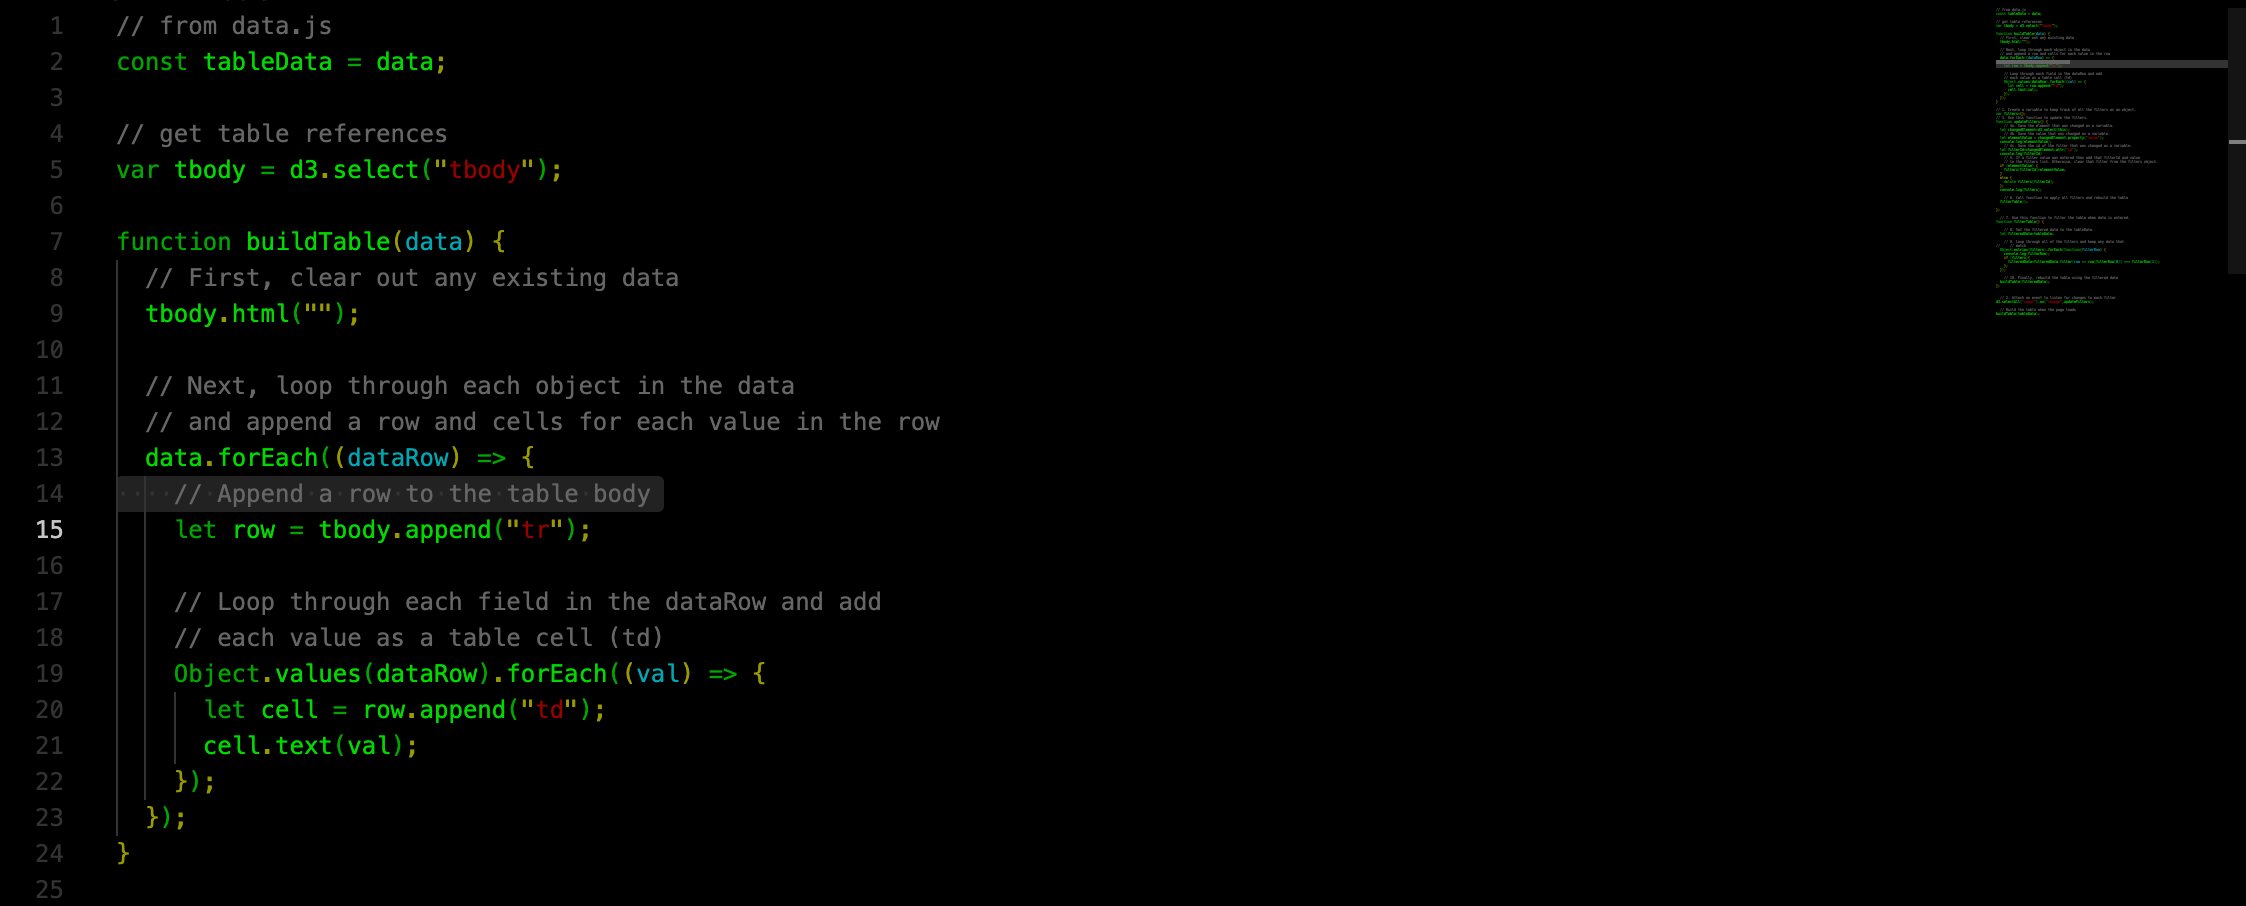 1 // from data.js
2 const tableData = data;
3
4 // get table references
5 var tbody = d3.select("tbody");
6
7 function buildTable(data) {
8 // First, clear out any existing data
9 tbody.html("");
10
11 // Next, loop through each object in the data
12 // and append a row and cells for each value in the row
13 data.forEach((dataRow) => {
14 // Append a row to the table body
15 let row = tbody.append("tr");
16
17 // Loop through each field in the dataRow and add
18 // each value as a table cell (td)
19 Object.values(dataRow).forEach((val) => {
20 let cell = row.append("td");
21 cell.text(val);
22 });
23 });
24 }
25